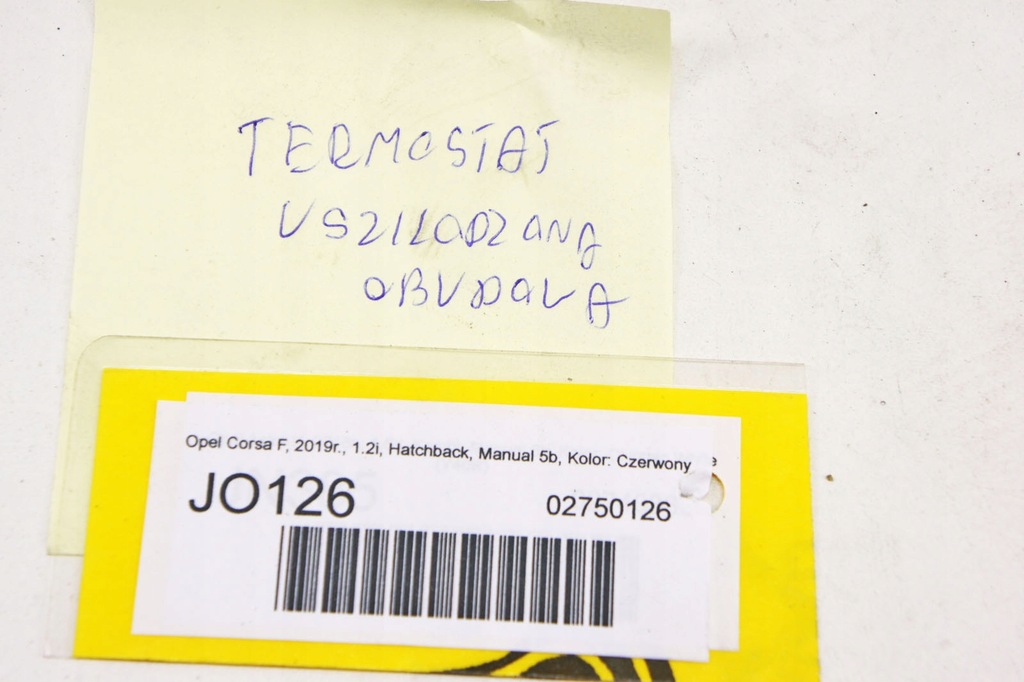 TERMOSTAT
USZKODZONA
OBUDOWA
Opel Corsa F, 2019r., 1.2i, Hatchback, Manual 5b, Kolor: Czerwony
JO126
02750126